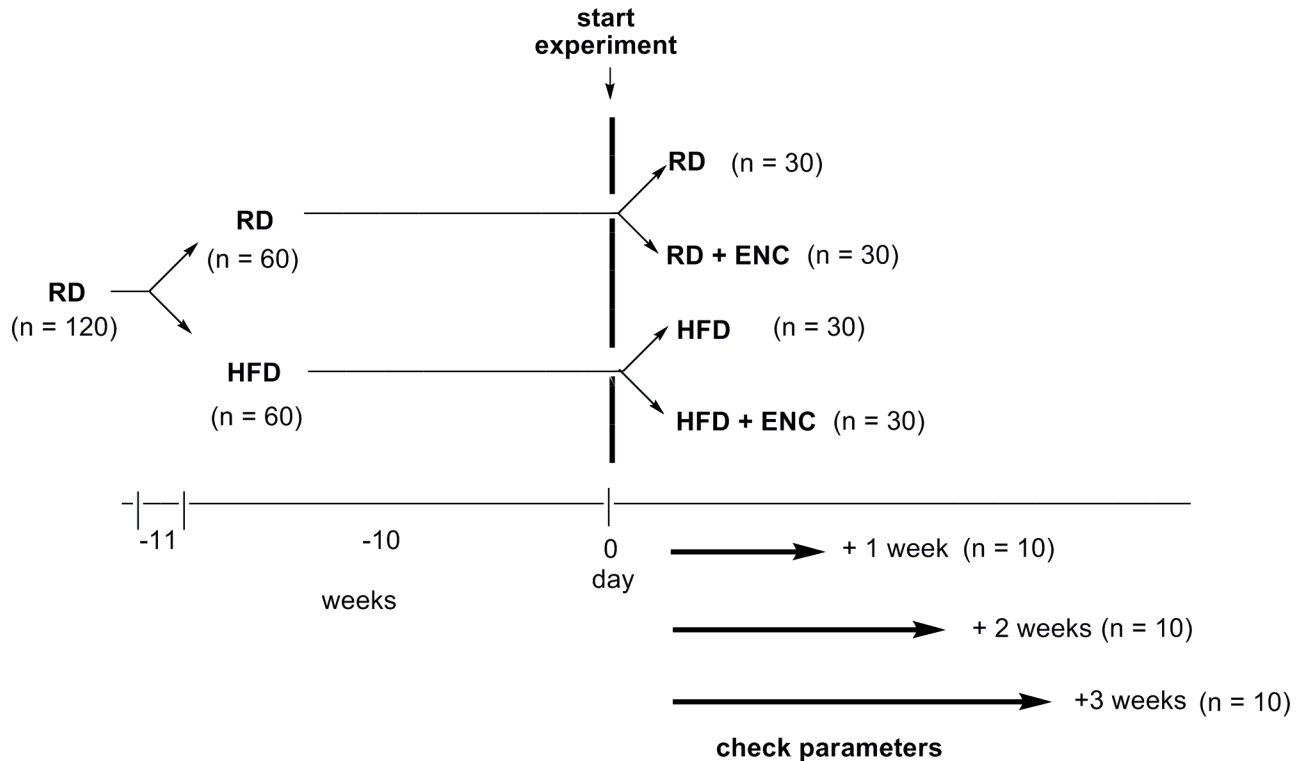 start
experiment
RD (n = 30)
RD
(n = 60)
RD + ENC (n = 30)
RD
(n = 120)
HFD (n = 30)
HFD
(n = 60)
HFD + ENC (n = 30)
-11
-10
0
day
weeks
+ 1 week (n = 10)
+ 2 weeks (n = 10)
+3 weeks (n = 10)
check parameters